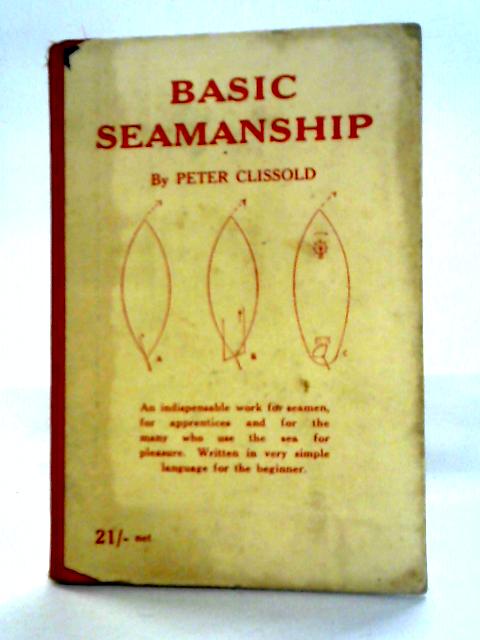 BASIC
SEAMANSHIP
By PETER CLISSOLD
A
B
C
An indispensable work for seamen,
for apprentices and for the
many who use the sea for
pleasure. Written in very simple
language for the beginner.
21/- net